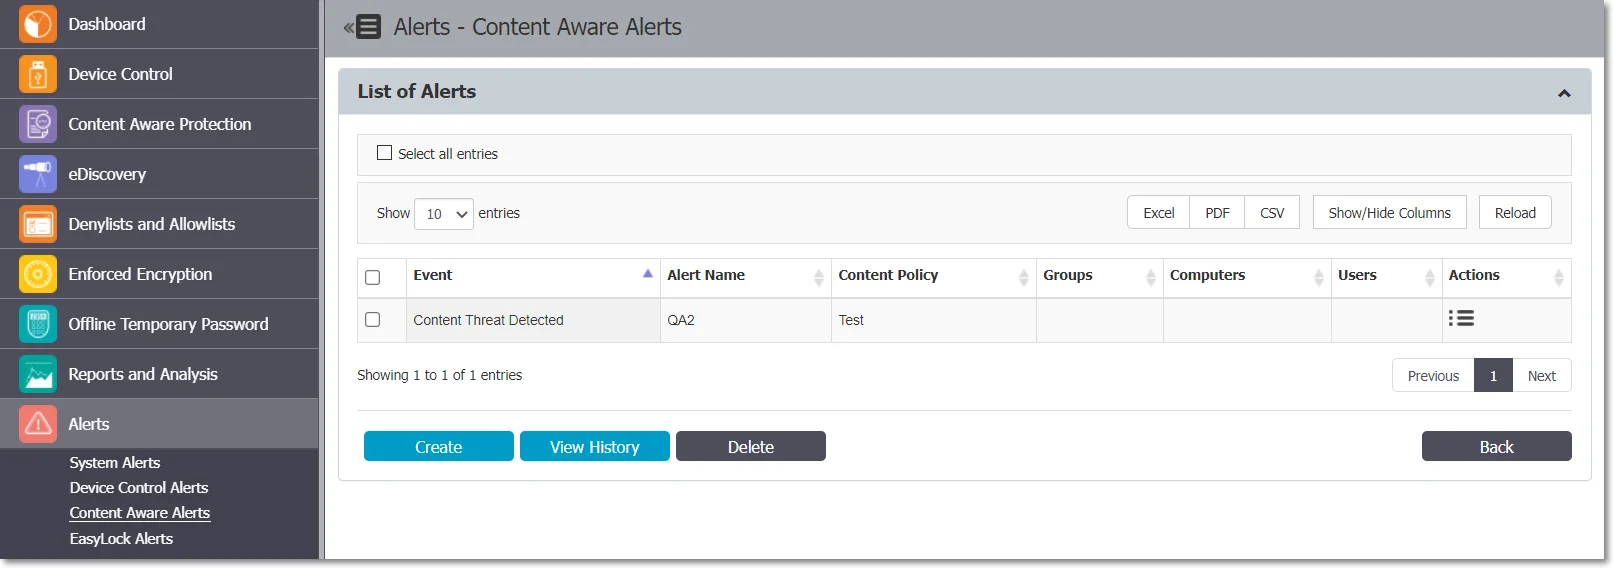 Dashboard
Device Control
Content Aware Protection
eDiscovery
Denylists and Allowlists
Enforced Encryption
Offline Temporary Password
Reports and Analysis
Alerts
System Alerts
Device Control Alerts
Content Aware Alerts
EasyLock Alerts
Alerts - Content Aware Alerts
List of Alerts
Select all entries
Show 10 entries
Excel PDF CSV Show/Hide Columns Reload
Event Alert Name Content Policy Groups Computers Users Actions
Content Threat Detected QA2 Test
Showing 1 to 1 of 1 entries
Previous 1 Next
Create View History Delete Back